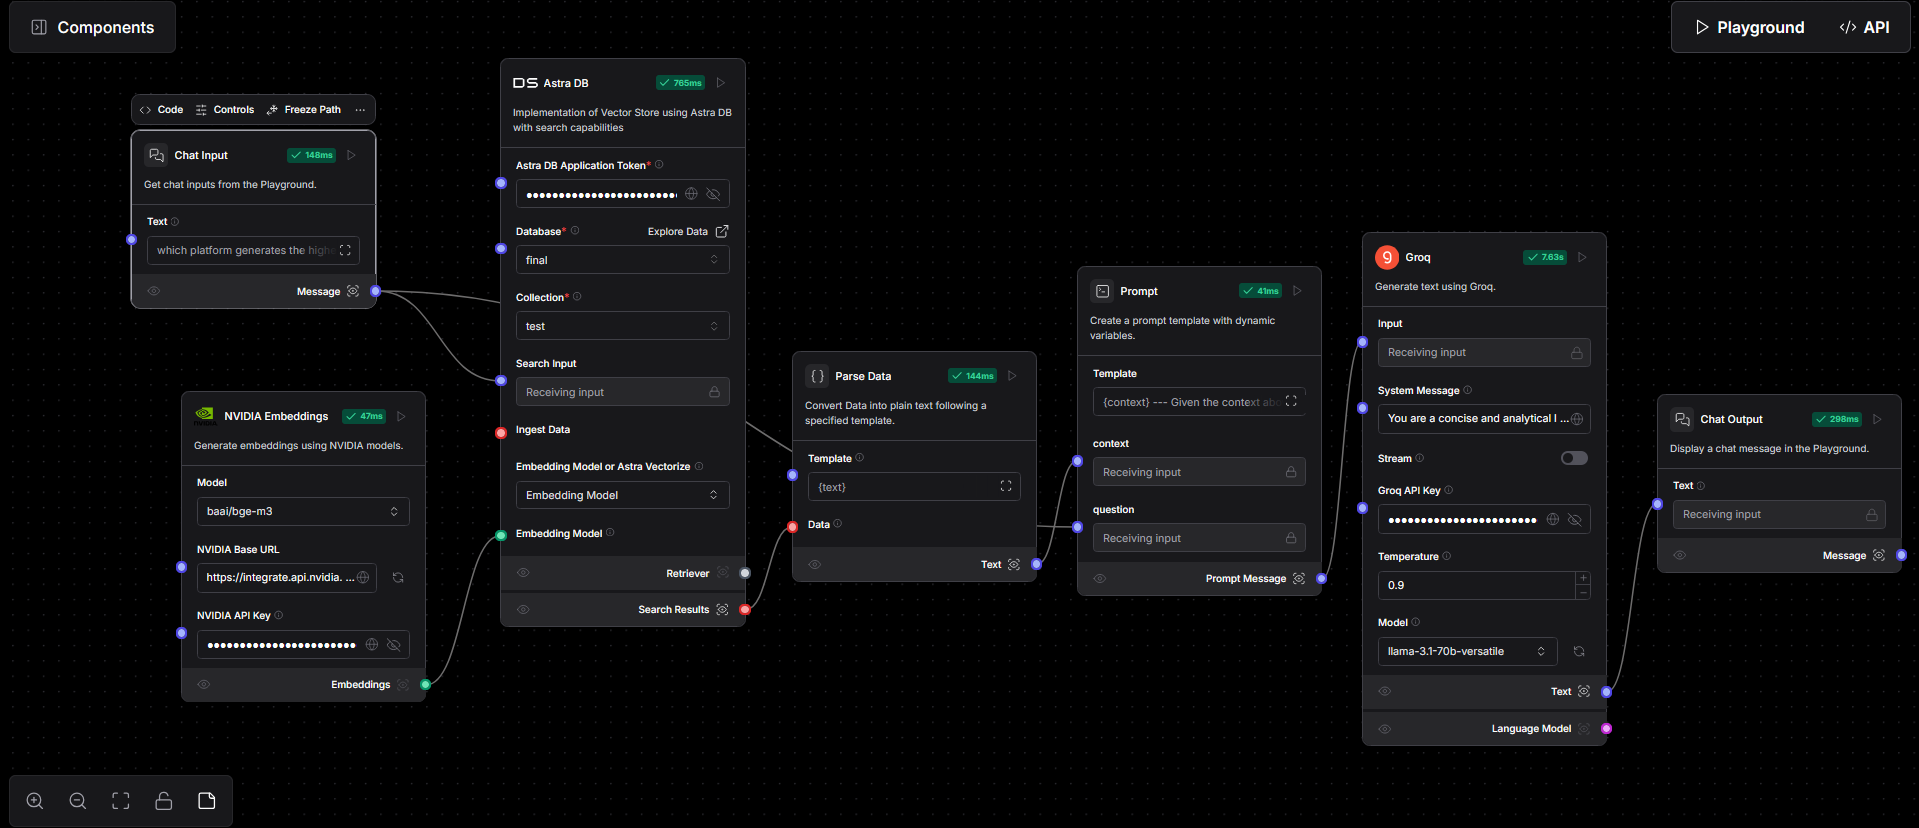 Components
Playground
API
Code Controls Freeze Path
Chat Input
148ms
Get chat inputs from the Playground.
Text
which platform generates the highe
Message
NVIDIA Embeddings
47ms
Generate embeddings using NVIDIA models.
Model
baai/bge-m3
NVIDIA Base URL
https://integrate.api.nvidia. ...
NVIDIA API Key
Embeddings
DS Astra DB
765ms
Implementation of Vector Store using Astra DB
with search capabilities
Astra DB Application Token*
Database*
Explore Data
final
Collection*
test
Search Input
Receiving input
Ingest Data
Embedding Model or Astra Vectorize
Embedding Model
Embedding Model
Retriever
Search Results
Parse Data
144ms
Convert Data into plain text following a
specified template.
Template
{text}
Data
Text
Prompt
41ms
Create a prompt template with dynamic
variables.
Template
{context} --- Given the context abo
context
Receiving input
question
Receiving input
Prompt Message
Groq
7.63s
Generate text using Groq.
Input
Receiving input
System Message
You are a concise and analytical l ...
Stream
Groq API Key
Temperature
0.9
Model
llama-3.1-70b-versatile
Text
Language Model
Chat Output
298ms
Display a chat message in the Playground.
Text
Receiving input
Message